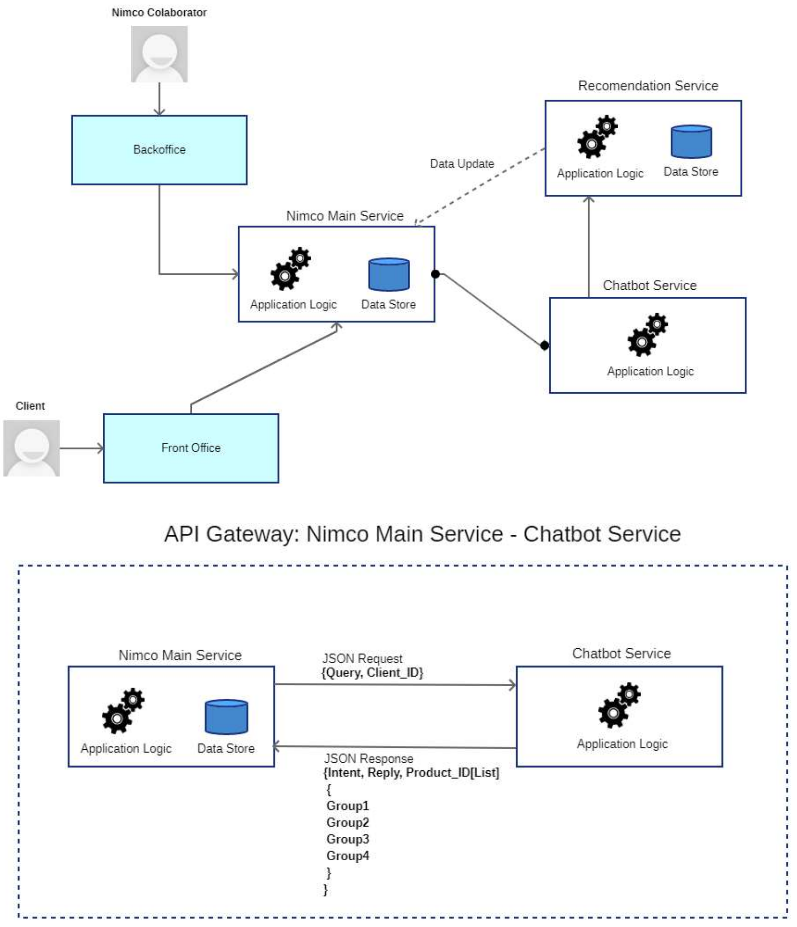 Nimco Colaborator
Backoffice
Recomendation Service
Application Logic
Data Store
Data Update
Nimco Main Service
Application Logic
Data Store
Chatbot Service
Application Logic
Client
Front Office
API Gateway: Nimco Main Service - Chatbot Service
Nimco Main Service
Application Logic
Data Store
JSON Request
{Query, Client_ID}
Chatbot Service
Application Logic
JSON Response
{Intent, Reply, Product_ID[List]
{
Group1
Group2
Group3
Group4
}
}